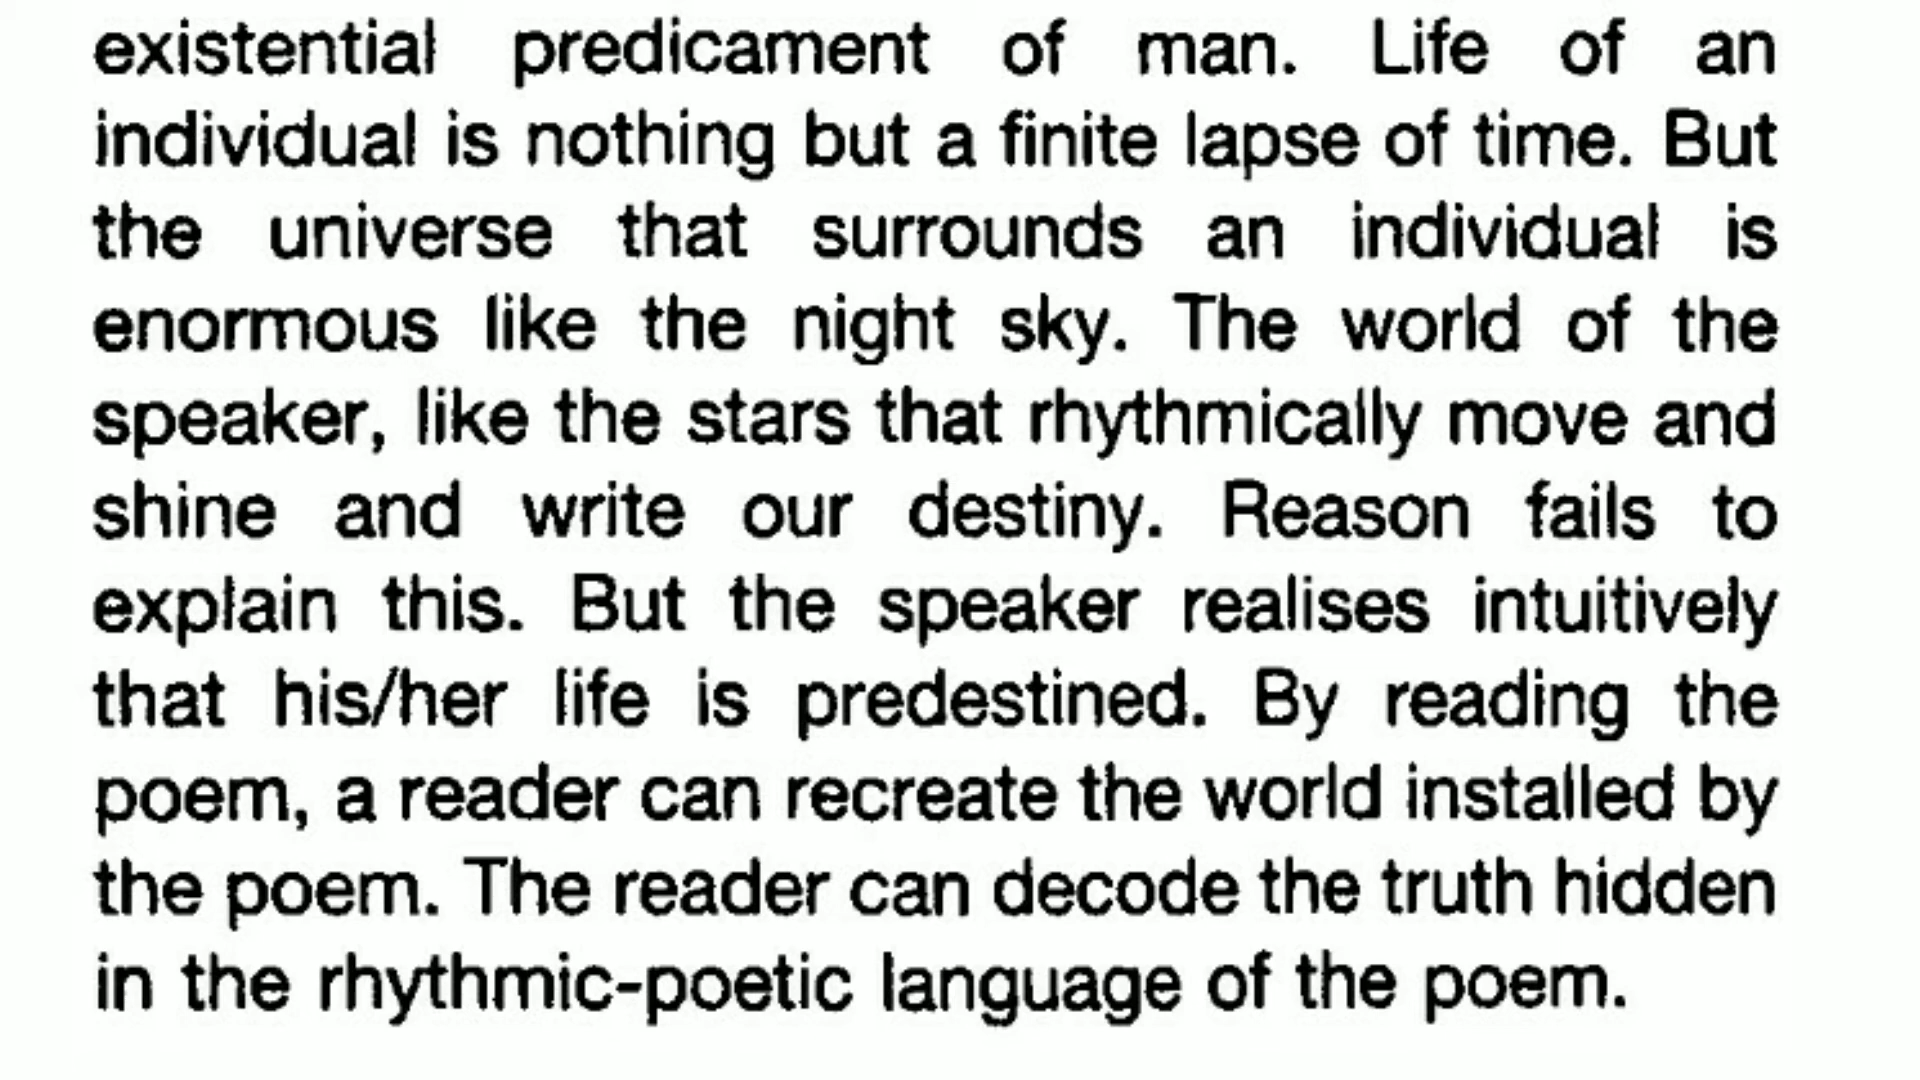 existential predicament of man. Life of an
individual is nothing but a finite lapse of time. But
the universe that surrounds an individual is
enormous like the night sky. The world of the
speaker, like the stars that rhythmically move and
shine and write our destiny. Reason fails to
explain this. But the speaker realises intuitively
that his/her life is predestined. By reading the
poem, a reader can recreate the world installed by
the poem. The reader can decode the truth hidden
in the rhythmic-poetic language of the poem.